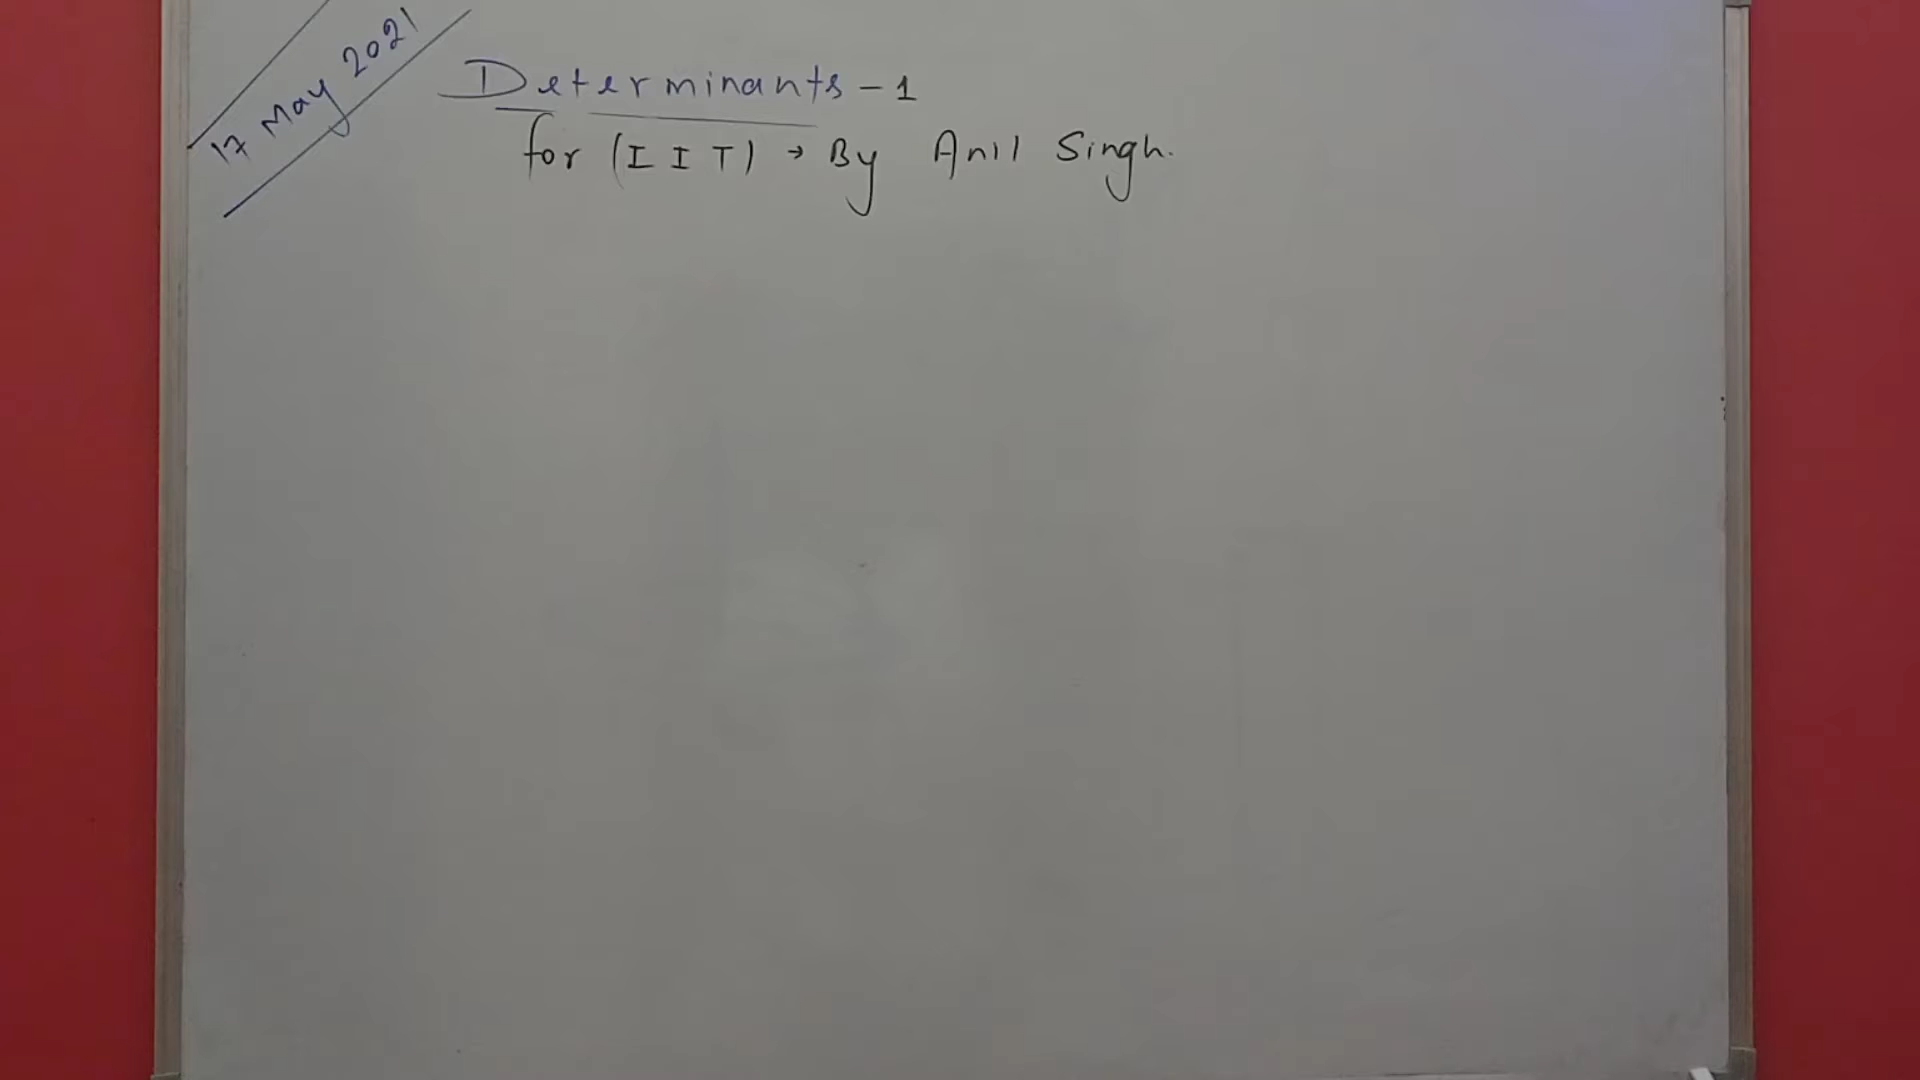 17 May 2021
Determinants - 1
for (IIT) → By Anil Singh.